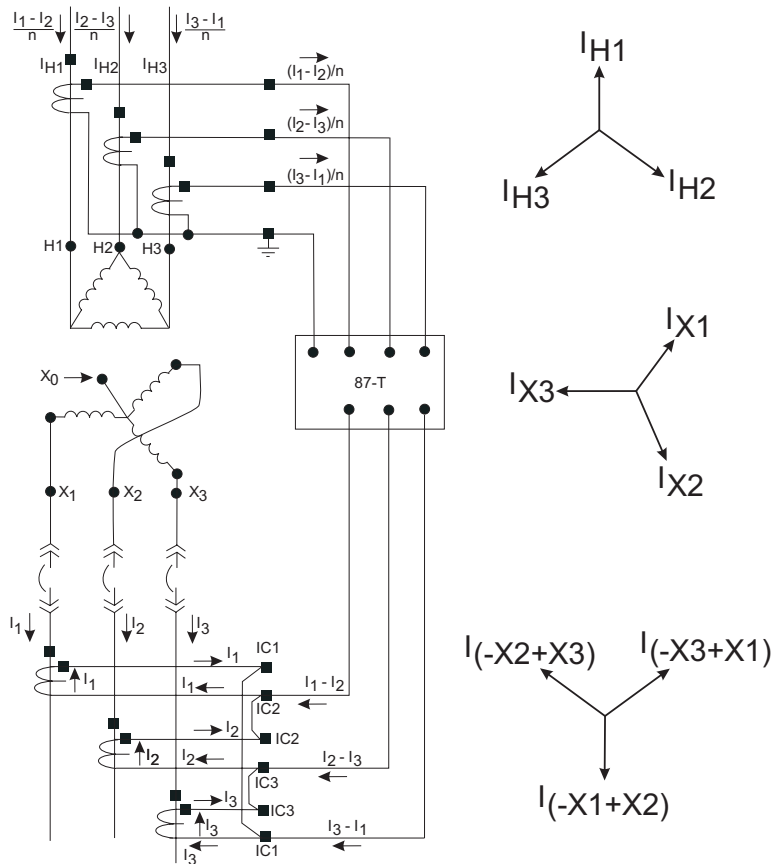 I1 - I2 I2 - I3 I3 - I1
n n n
IH1 IH2 IH3
(I1 - I2)/n
(I2 - I3)/n
(I3 - I1)/n
H1 H2 H3
87-T
X0
X1 X2 X3
I1 I2 I3
I1 IC1
I1 I1 I1 - I2
IC2
I2 IC2
I2 I2 I2 - I3
IC3
I3 IC3
I3 I3 - I1
I3 IC1
IH1
IH3 IH2
IX1
IX3
IX2
I(-X2+X3) I(-X3+X1)
I(-X1+X2)